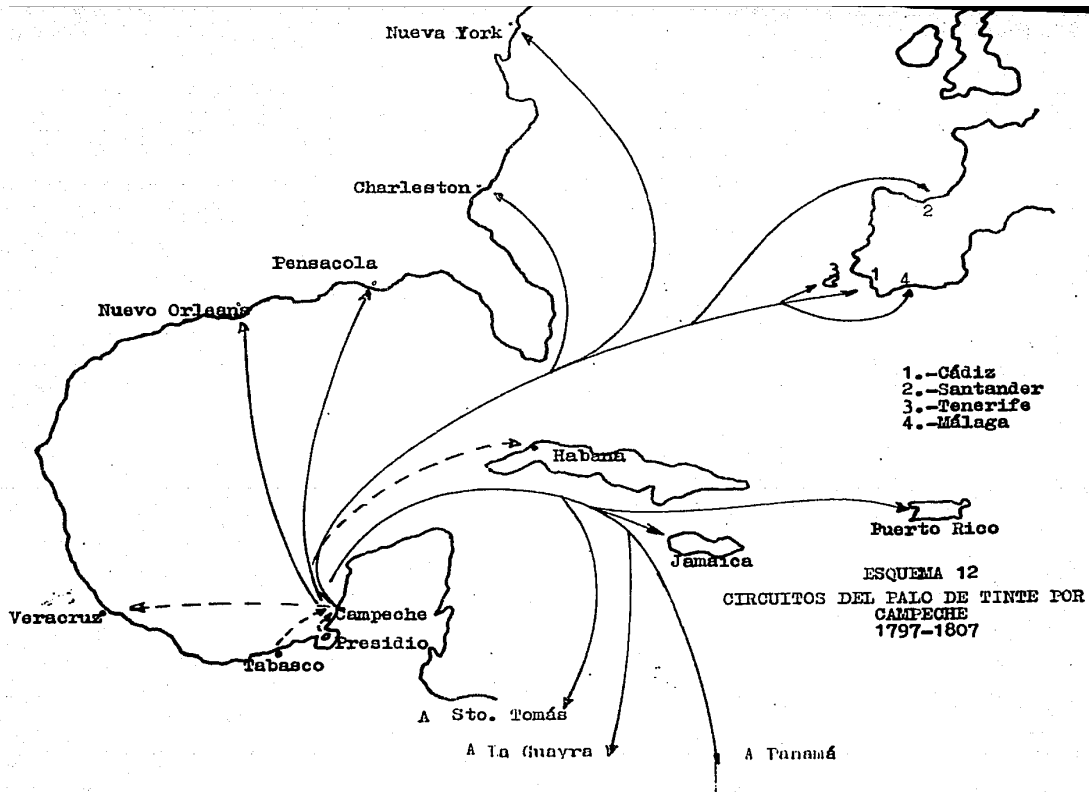 Nueva York
Charleston
Pensacola
Nuevo Orleans
2
3
1
4
1.-Cádiz
2.-Santander
3.-Tenerife
4.-Málaga
Habana
Puerto Rico
Jamaica
ESQUEMA 12
CIRCUITOS DEL PALO DE TINTE POR
CAMPECHE
1797-1807
Veracruz
Campeche
Presidio
Tabasco
A Sto. Tomás
A La Guayra
A Panamá